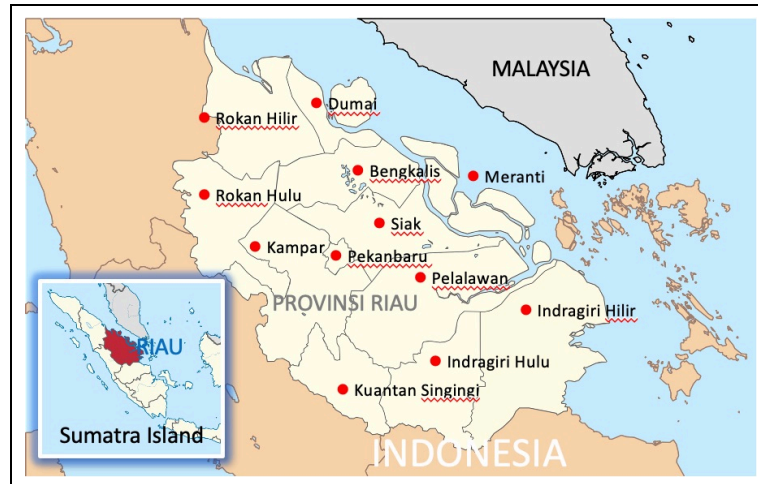 MALAYSIA
Dumai
Rokan Hilir
Bengkalis
Meranti
Rokan Hulu
Siak
Kampar
Pekanbaru
Pelalawan
PROVINSI RIAU
Indragiri Hilir
RIAU
Indragiri Hulu
Kuantan Singingi
Sumatra Island
INDONESIA